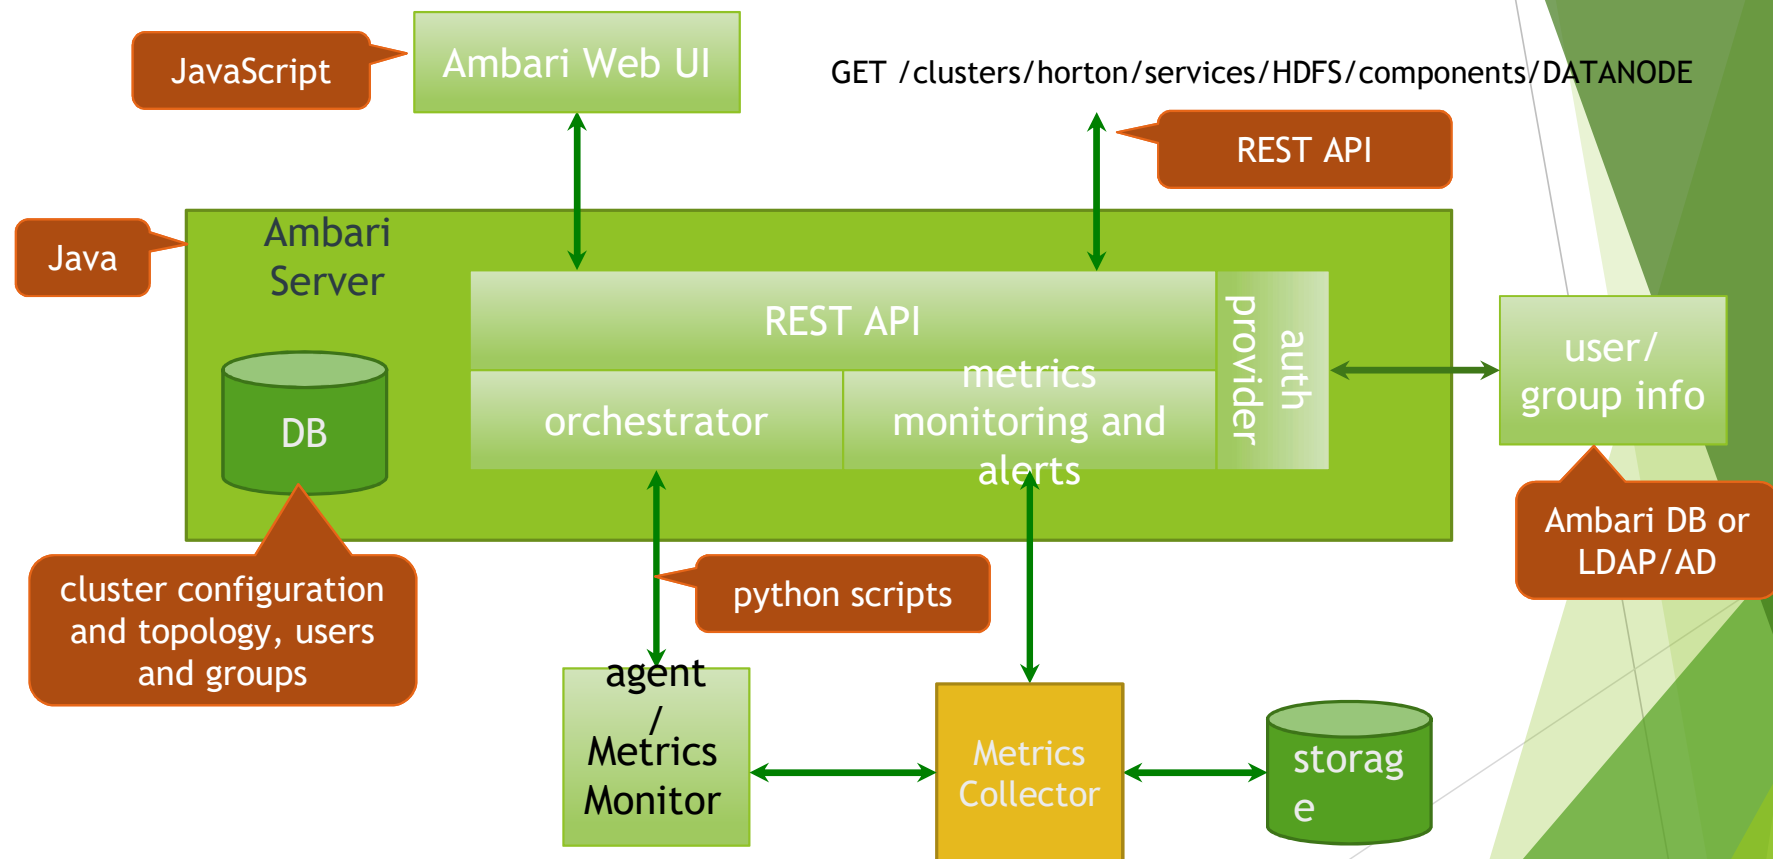 JavaScript
Ambari Web UI
GET /clusters/horton/services/HDFS/components/DATANODE
REST API
Java
Ambari
Server
REST API
auth
provider
user/
group info
DB
orchestrator
metrics
monitoring and
alerts
Ambari DB or
LDAP/AD
cluster configuration
and topology, users
and groups
python scripts
agent
/
Metrics
Monitor
Metrics
Collector
storag
e